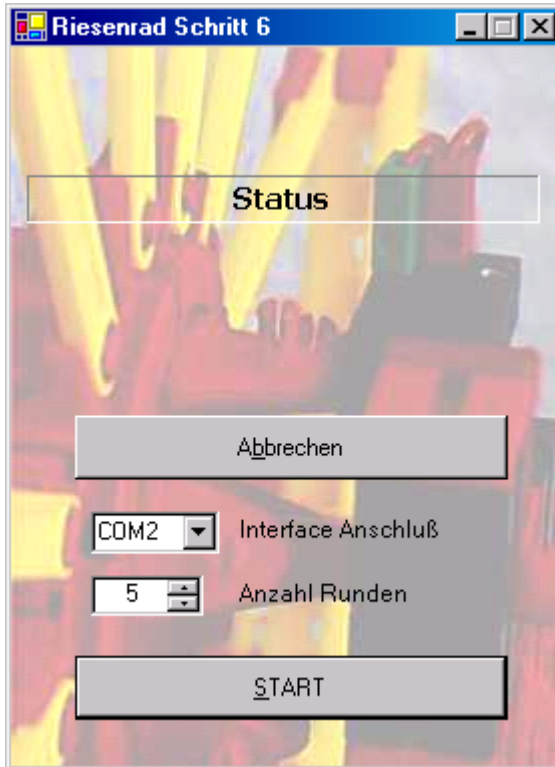 Riesenrad Schritt 6
Status
Abbrechen
COM2 Interface Anschluß
5 Anzahl Runden
START